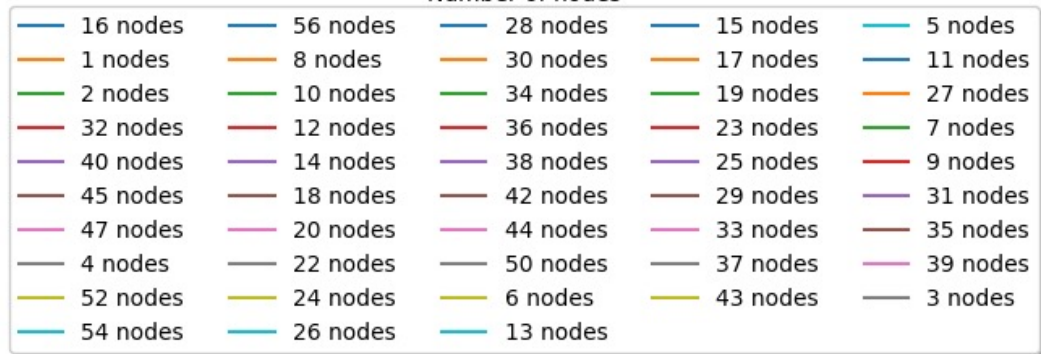 Number of nodes
16 nodes 56 nodes 28 nodes 15 nodes 5 nodes
1 nodes 8 nodes 30 nodes 17 nodes 11 nodes
2 nodes 10 nodes 34 nodes 19 nodes 27 nodes
32 nodes 12 nodes 36 nodes 23 nodes 7 nodes
40 nodes 14 nodes 38 nodes 25 nodes 9 nodes
45 nodes 18 nodes 42 nodes 29 nodes 31 nodes
47 nodes 20 nodes 44 nodes 33 nodes 35 nodes
4 nodes 22 nodes 50 nodes 37 nodes 39 nodes
52 nodes 24 nodes 6 nodes 43 nodes 3 nodes
54 nodes 26 nodes 13 nodes